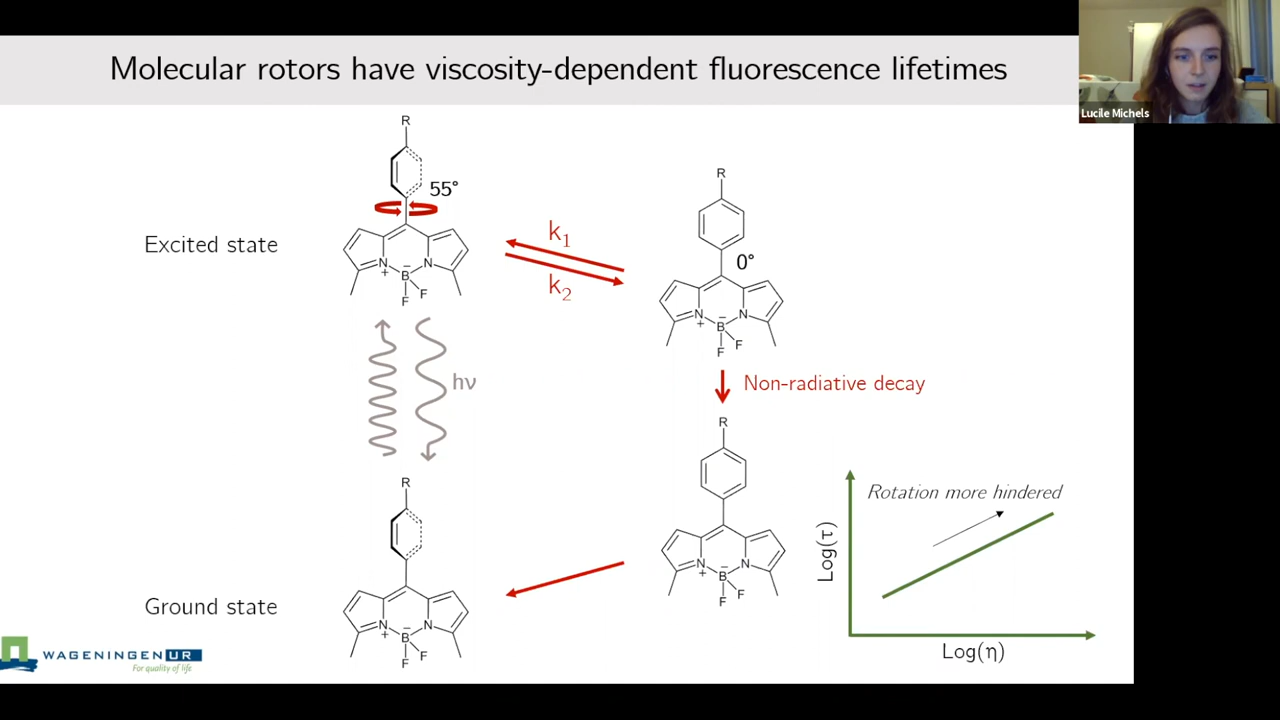 Molecular rotors have viscosity-dependent fluorescence lifetimes
Lucile Michels
R
55°
Excited state
N
+
B
−
N
F
F
k1
k2
R
0°
N
+
B
−
N
F
F
hν
Non-radiative decay
R
N
+
B
−
N
F
F
R
N
+
B
−
N
F
F
Ground state
Rotation more hindered
Log(τ)
Log(η)
WAGENINGEN UR
For quality of life